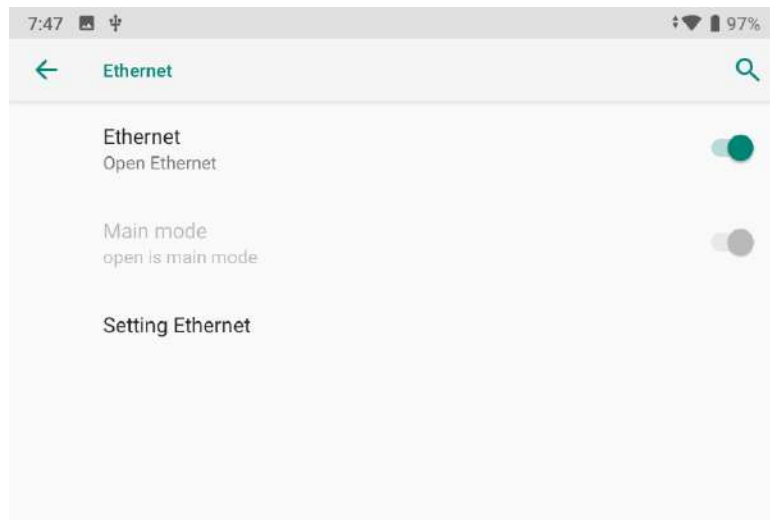 7:47
97%
Ethernet
Ethernet
Open Ethernet
Main mode
open is main mode
Setting Ethernet